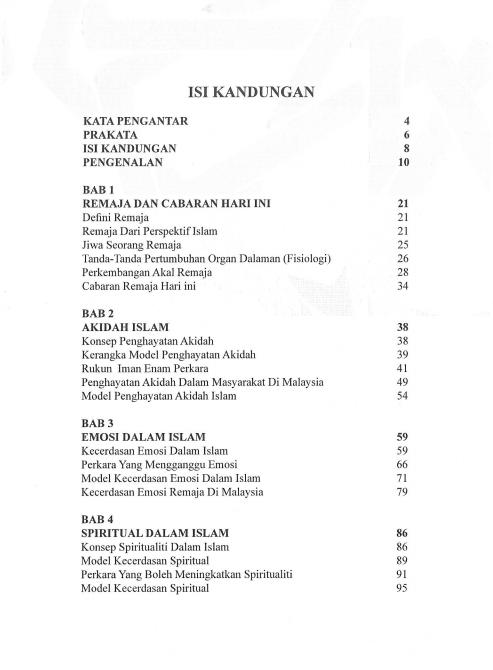 ISI KANDUNGAN
KATA PENGANTAR 4
PRAKATA 6
ISI KANDUNGAN 8
PENGENALAN 10
BAB 1
REMAJA DAN CABARAN HARI INI 21
Defini Remaja 21
Remaja Dari Perspektif Islam 21
Jiwa Seorang Remaja 25
Tanda-Tanda Pertumbuhan Organ Dalaman (Fisiologi) 26
Perkembangan Akal Remaja 28
Cabaran Remaja Hari ini 34
BAB 2
AKIDAH ISLAM 38
Konsep Penghayatan Akidah 38
Kerangka Model Penghayatan Akidah 39
Rukun Iman Enam Perkara 41
Penghayatan Akidah Dalam Masyarakat Di Malaysia 49
Model Penghayatan Akidah Islam 54
BAB 3
EMOSI DALAM ISLAM 59
Kecerdasan Emosi Dalam Islam 59
Perkara Yang Mengganggu Emosi 66
Model Kecerdasan Emosi Dalam Islam 71
Kecerdasan Emosi Remaja Di Malaysia 79
BAB 4
SPIRITUAL DALAM ISLAM 86
Konsep Spiritualiti Dalam Islam 86
Model Kecerdasan Spiritual 89
Perkara Yang Boleh Meningkatkan Spiritualiti 91
Model Kecerdasan Spiritual 95